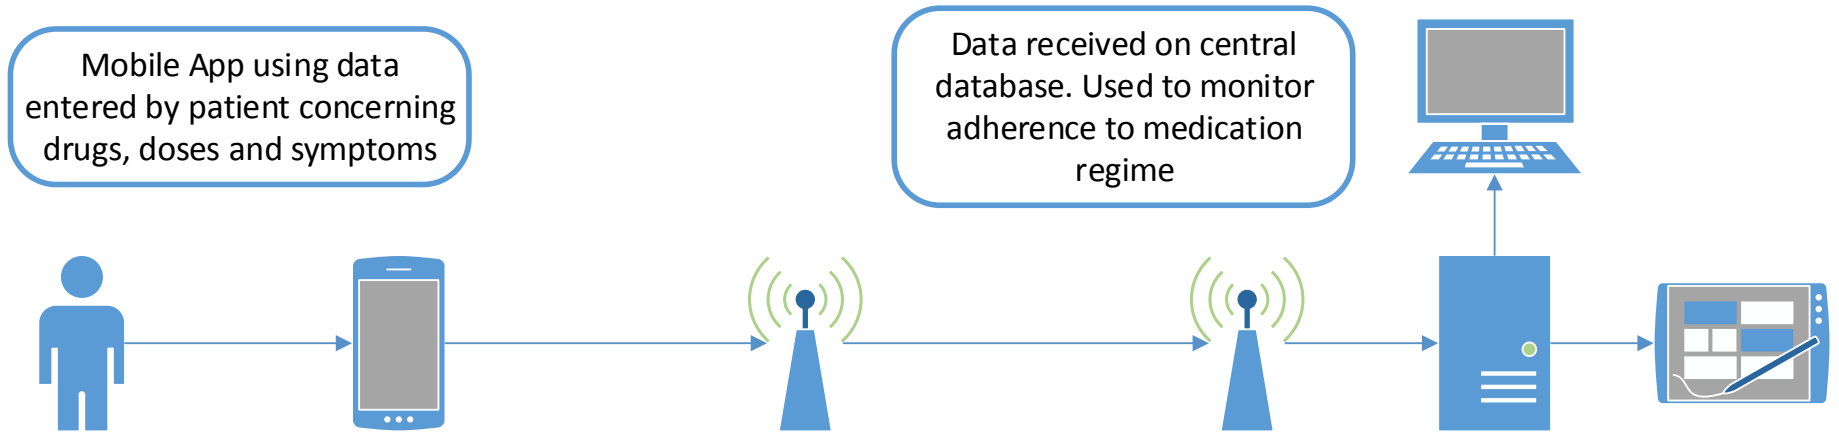 Mobile App using data
entered by patient concerning
drugs, doses and symptoms
Data received on central
database. Used to monitor
adherence to medication
regime